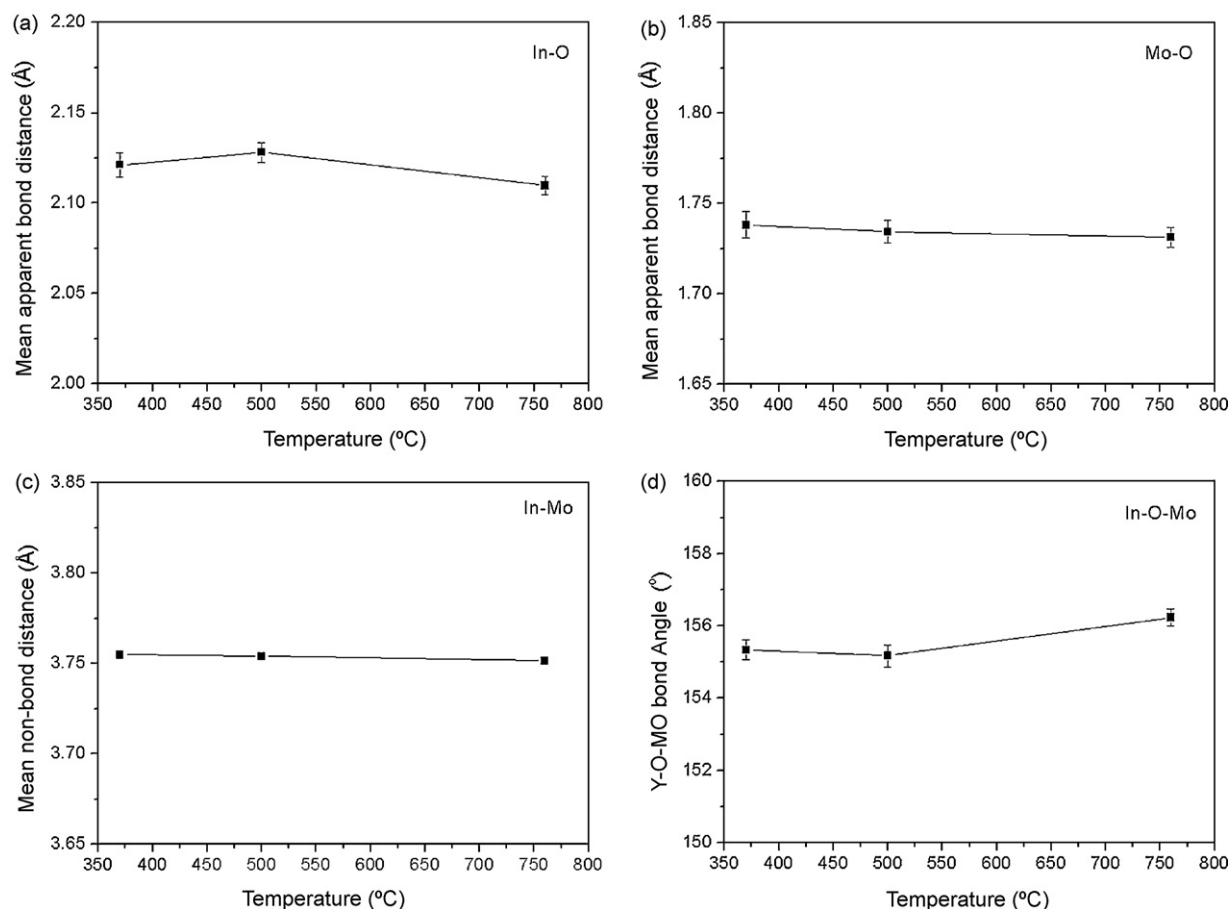 (a)
In-O
Mean apparent bond distance (Å)
2.20
2.15
2.10
2.05
2.00
350 400 450 500 550 600 650 700 750 800
Temperature (ºC)
(b)
Mo-O
Mean apparent bond distance (Å)
1.85
1.80
1.75
1.70
1.65
350 400 450 500 550 600 650 700 750 800
Temperature (ºC)
(c)
In-Mo
Mean non-bond distance (Å)
3.85
3.80
3.75
3.70
3.65
350 400 450 500 550 600 650 700 750 800
Temperature (ºC)
(d)
In-O-Mo
Y-O-MO bond Angle (º)
160
158
156
154
152
150
350 400 450 500 550 600 650 700 750 800
Temperature (ºC)